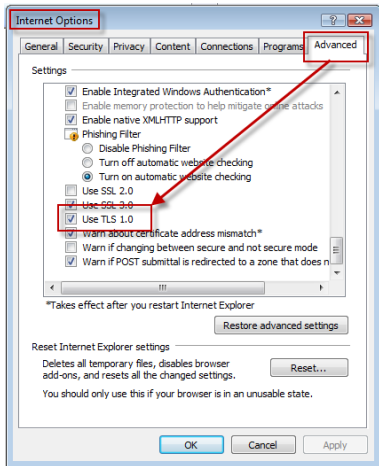 Internet Options
General Security Privacy Content Connections Programs Advanced
Settings
Enable Integrated Windows Authentication*
Enable memory protection to help mitigate online attacks
Enable native XMLHTTP support
Phishing Filter
Disable Phishing Filter
Turn off automatic website checking
Turn on automatic website checking
Use SSL 2.0
Use SSL 3.0
Use TLS 1.0
Warn about certificate address mismatch*
Warn if changing between secure and not secure mode
Warn if POST submittal is redirected to a zone that does n
*Takes effect after you restart Internet Explorer
Restore advanced settings
Reset Internet Explorer settings
Deletes all temporary files, disables browser
add-ons, and resets all the changed settings.
Reset...
You should only use this if your browser is in an unusable state.
OK Cancel Apply